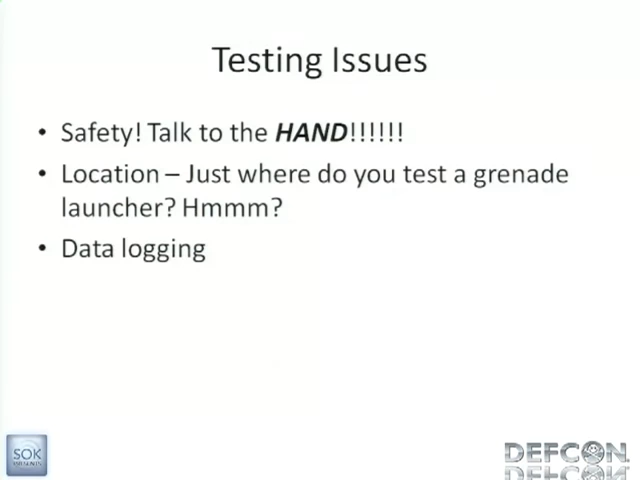 Testing Issues
• Safety! Talk to the HAND!!!!!!
• Location – Just where do you test a grenade
launcher? Hmmm?
• Data logging
SOK
DEFCON